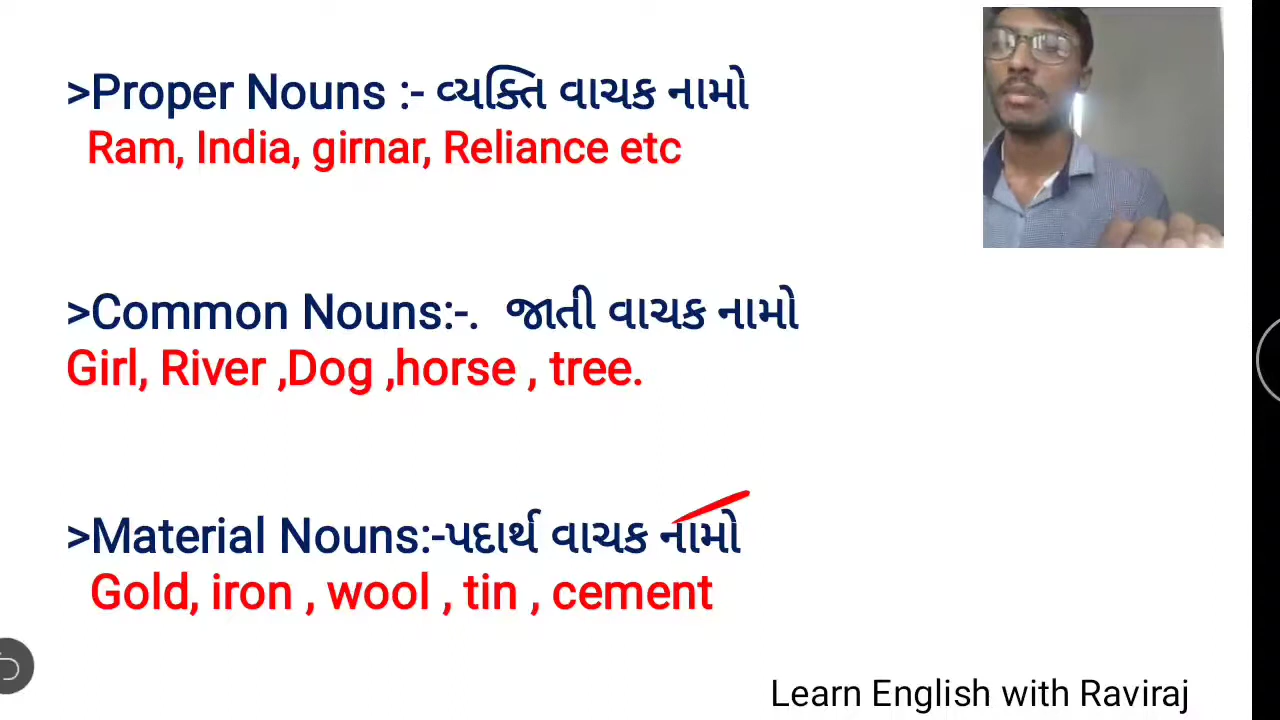 >Proper Nouns :- વ્યક્તિ વાચક નામો
Ram, India, girnar, Reliance etc
>Common Nouns:-. જાતી વાચક નામો
Girl, River ,Dog ,horse , tree.
>Material Nouns:-પદાર્થ વાચક નામો
Gold, iron , wool , tin , cement
Learn English with Raviraj